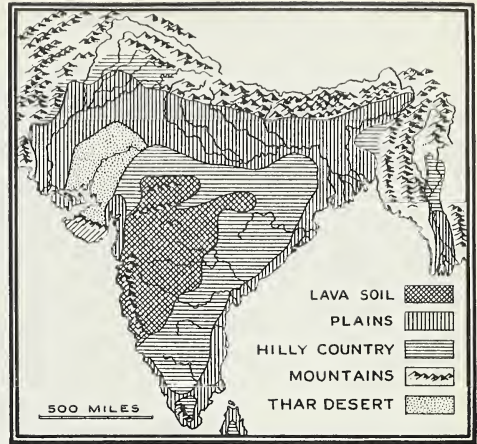 LAVA SOIL
PLAINS
HILLY COUNTRY
MOUNTAINS
THAR DESERT
500 MILES